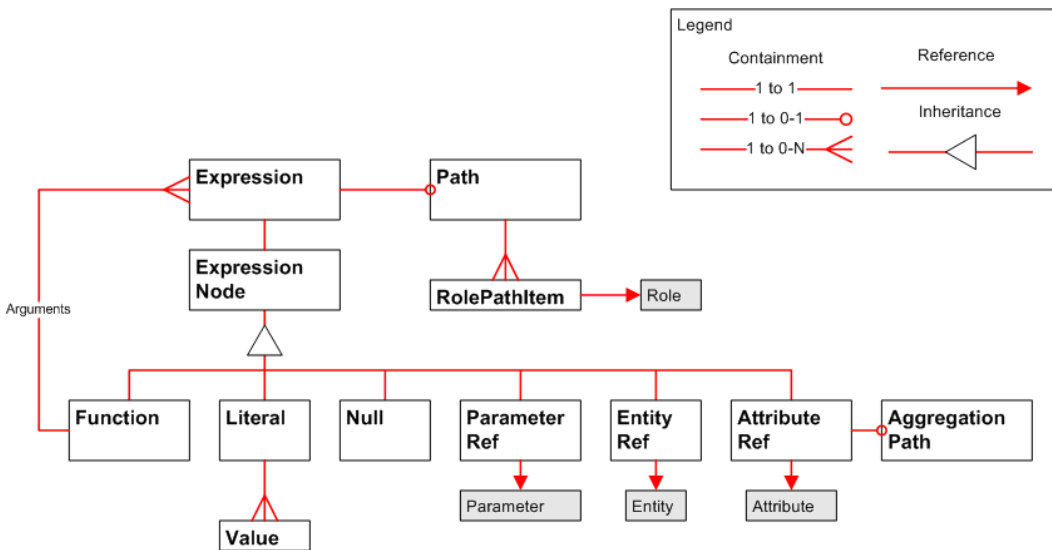 Legend
Containment
Reference
1 to 1
1 to 0-1
Inheritance
1 to 0-N
Expression
Path
Expression
Node
RolePathItem
Role
Arguments
Function
Literal
Null
Parameter
Ref
Entity
Ref
Attribute
Ref
Aggregation
Path
Parameter
Entity
Attribute
Value